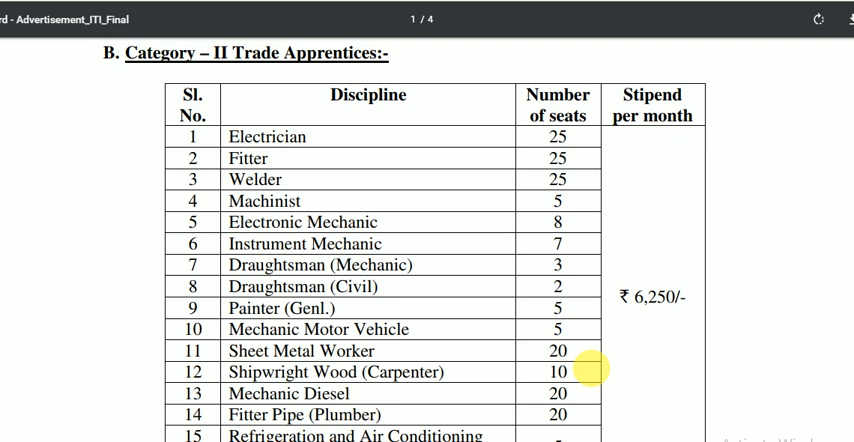 rd - Advertisement_ITI_Final 1 / 4
B. Category – II Trade Apprentices:-
Sl. No. Discipline Number of seats Stipend per month
1 Electrician 25
2 Fitter 25
3 Welder 25
4 Machinist 5
5 Electronic Mechanic 8
6 Instrument Mechanic 7
7 Draughtsman (Mechanic) 3
8 Draughtsman (Civil) 2
₹ 6,250/-
9 Painter (Genl.) 5
10 Mechanic Motor Vehicle 5
11 Sheet Metal Worker 20
12 Shipwright Wood (Carpenter) 10
13 Mechanic Diesel 20
14 Fitter Pipe (Plumber) 20
15 Refrigeration and Air Conditioning